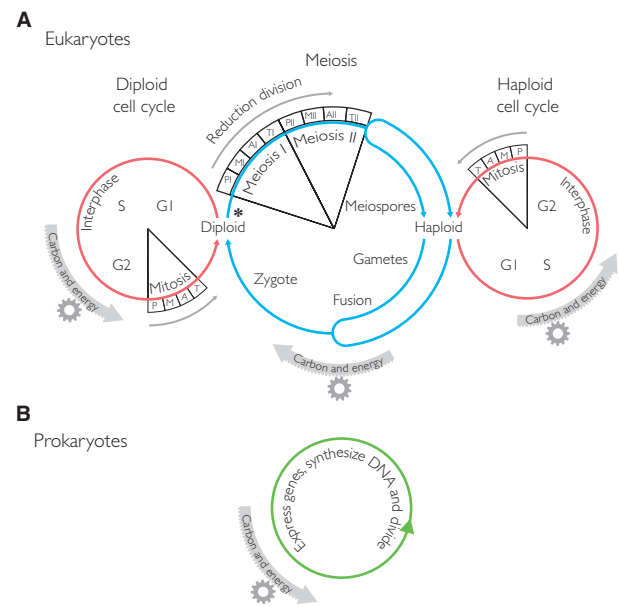 A
Eukaryotes
Meiosis
Diploid
cell cycle
Haploid
cell cycle
Reduction division
PI MI AI TI PII MII AII TII
Meiosis I Meiosis II
T A M P
Mitosis
Interphase
S G1
G2
Mitosis
P M A T
Carbon and energy
Diploid
*
Meiospores
Haploid
Gametes
Zygote
Fusion
Interphase
G2
G1 S
Carbon and energy
Carbon and energy
B
Prokaryotes
Express genes, synthesize DNA and divide
Carbon and energy